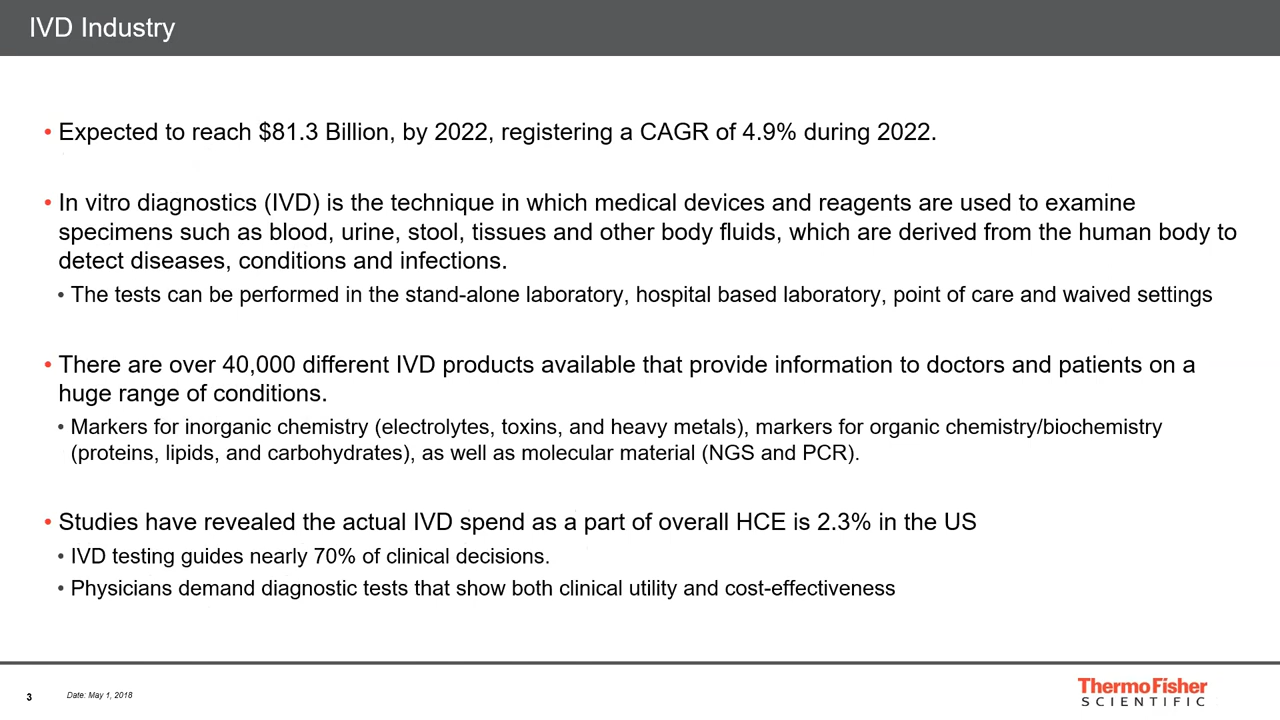 IVD Industry
• Expected to reach $81.3 Billion, by 2022, registering a CAGR of 4.9% during 2022.
• In vitro diagnostics (IVD) is the technique in which medical devices and reagents are used to examine
specimens such as blood, urine, stool, tissues and other body fluids, which are derived from the human body to
detect diseases, conditions and infections.
• The tests can be performed in the stand-alone laboratory, hospital based laboratory, point of care and waived settings
• There are over 40,000 different IVD products available that provide information to doctors and patients on a
huge range of conditions.
• Markers for inorganic chemistry (electrolytes, toxins, and heavy metals), markers for organic chemistry/biochemistry
(proteins, lipids, and carbohydrates), as well as molecular material (NGS and PCR).
• Studies have revealed the actual IVD spend as a part of overall HCE is 2.3% in the US
• IVD testing guides nearly 70% of clinical decisions.
• Physicians demand diagnostic tests that show both clinical utility and cost-effectiveness
3 Date: May 1, 2018
ThermoFisher
SCIENTIFIC